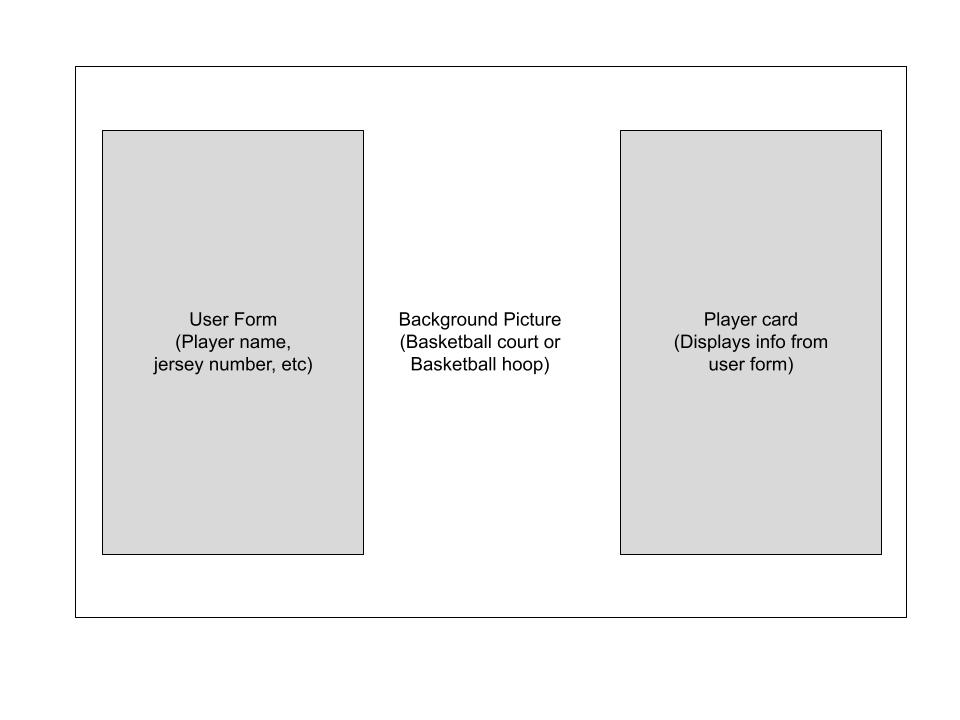 User Form
(Player name,
jersey number, etc)
Background Picture
(Basketball court or
Basketball hoop)
Player card
(Displays info from
user form)